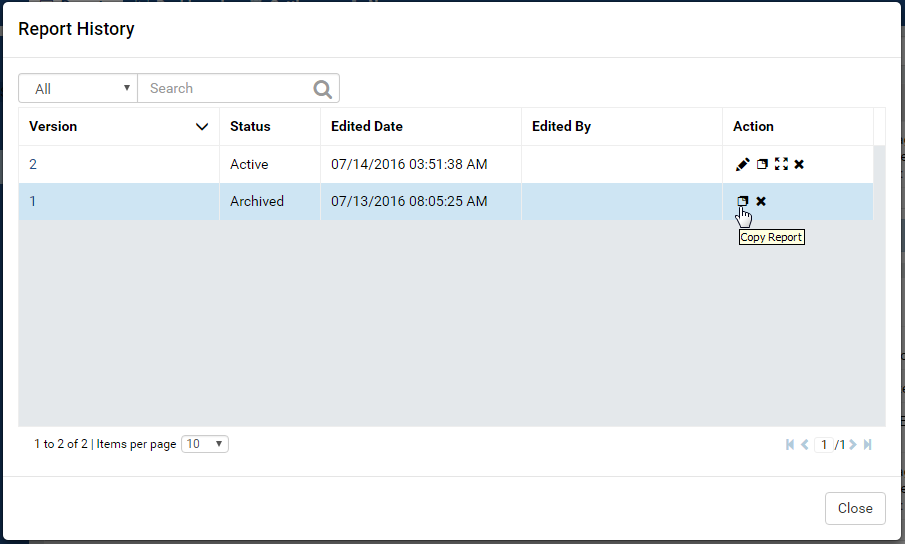 Report History
All Search
Version Status Edited Date Edited By Action
2 Active 07/14/2016 03:51:38 AM
1 Archived 07/13/2016 08:05:25 AM
Copy Report
1 to 2 of 2 | Items per page 10 1 /1
Close